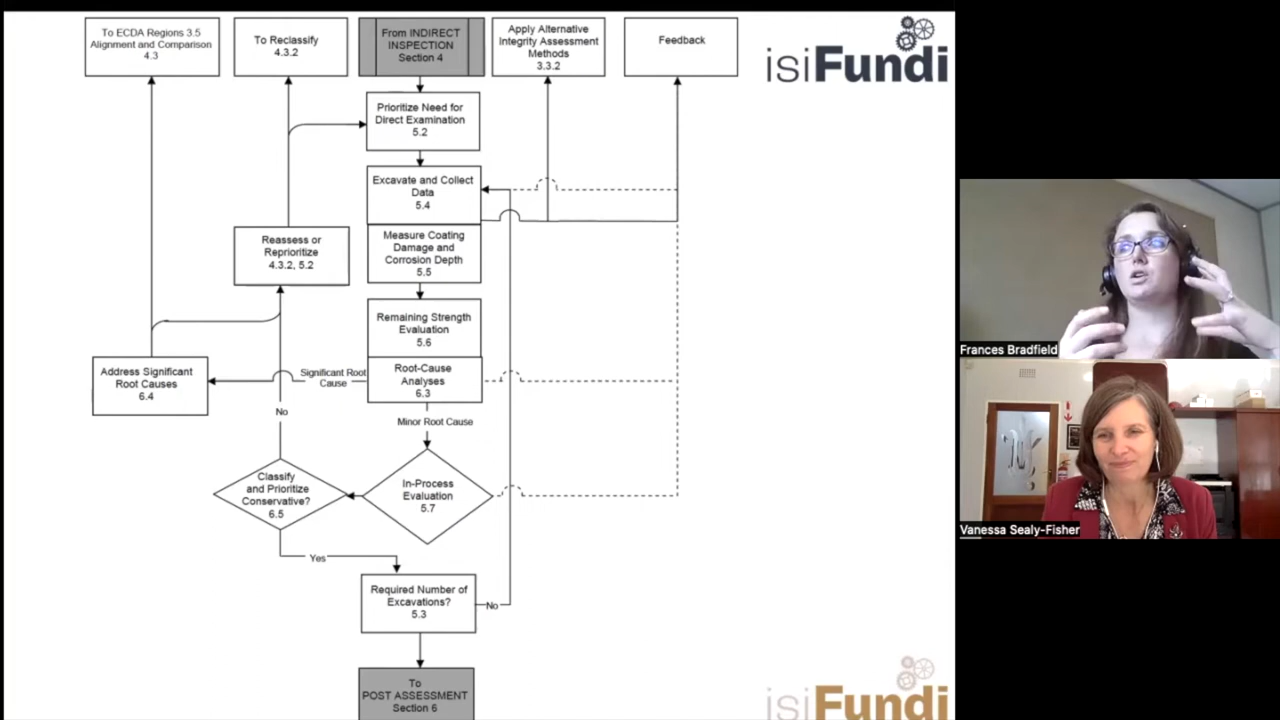 To ECDA Regions 3.5
Alignment and Comparison
4.3
To Reclassify
4.3.2
From INDIRECT
INSPECTION
Section 4
Apply Alternative
Integrity Assessment
Methods
3.3.2
Feedback
isiFundi
Prioritize Need for
Direct Examination
5.2
Excavate and Collect
Data
5.4
Reassess or
Reprioritize
4.3.2, 5.2
Measure Coating
Damage and
Corrosion Depth
5.5
Remaining Strength
Evaluation
5.6
Address Significant
Root Causes
6.4
Significant Root
Cause
Root-Cause
Analyses
6.3
No
Minor Root Cause
Classify
and Prioritize
Conservative?
6.5
In-Process
Evaluation
5.7
Yes
Required Number of
Excavations?
5.3
No
To
POST ASSESSMENT
Section 6
isiFundi
Frances Bradfield
Vanessa Sealy-Fisher